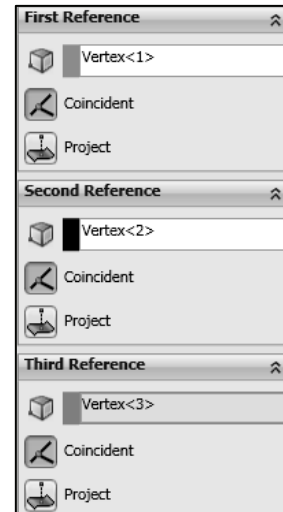 First Reference
Vertex<1>
Coincident
Project
Second Reference
Vertex<2>
Coincident
Project
Third Reference
Vertex<3>
Coincident
Project